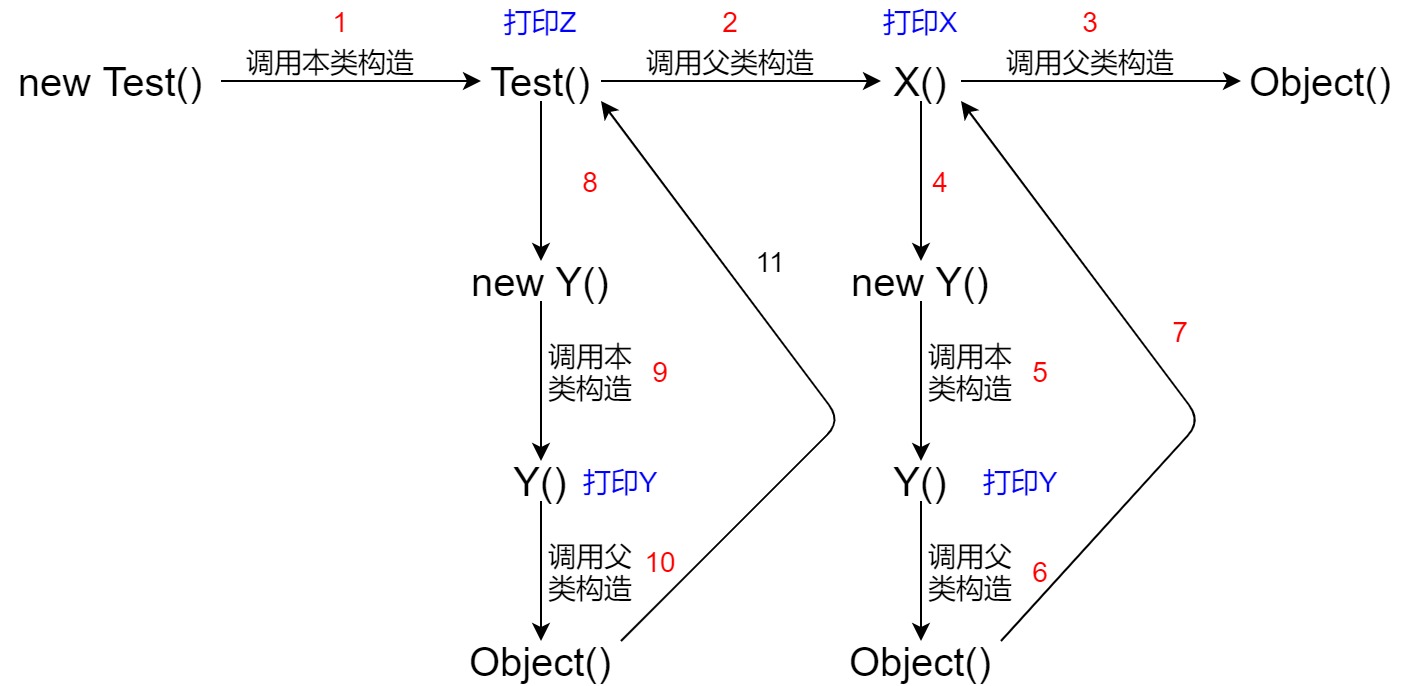 1
打印Z
2
打印X
3
调用本类构造
调用父类构造
调用父类构造
new Test()
Test()
X()
Object()
8
4
11
new Y()
new Y()
7
调用本
类构造
9
调用本
类构造
5
Y()
打印Y
Y()
打印Y
调用父
类构造
10
调用父
类构造
6
Object()
Object()